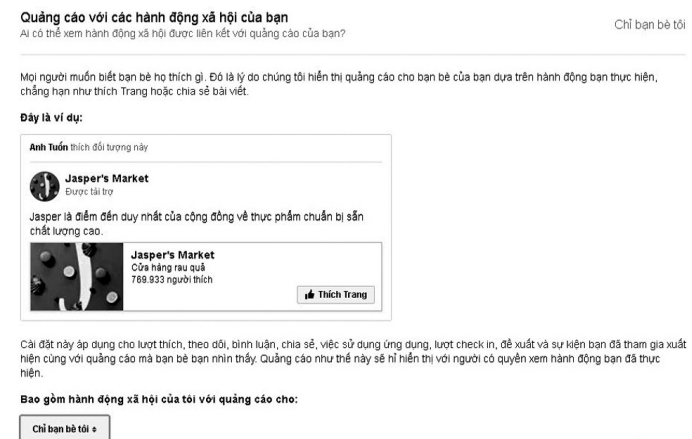 Quảng cáo với các hành động xã hội của bạn
Ai có thể xem hành động xã hội được liên kết với quảng cáo của bạn?
Chỉ bạn bè tôi
Mọi người muốn biết bạn bè họ thích gì. Đó là lý do chúng tôi hiển thị quảng cáo cho bạn bè của bạn dựa trên hành động bạn thực hiện,
chẳng hạn như thích Trang hoặc chia sẻ bài viết.
Đây là ví dụ:
Anh Tuấn thích đối tượng này
Jasper's Market
Được tài trợ
Jasper là điểm đến duy nhất của cộng đồng về thực phẩm chuẩn bị sẵn
chất lượng cao.
Jasper's Market
Cửa hàng rau quả
769.933 người thích
Thích Trang
Cài đặt này áp dụng cho lượt thích, theo dõi, bình luận, chia sẻ, việc sử dụng ứng dụng, lượt check in, đề xuất và sự kiện bạn đã tham gia xuất
hiện cùng với quảng cáo mà bạn bè bạn nhìn thấy. Quảng cáo như thế này sẽ hỉ hiển thị với người có quyền xem hành động bạn đã thực
hiện.
Bao gồm hành động xã hội của tôi với quảng cáo cho:
Chỉ bạn bè tôi